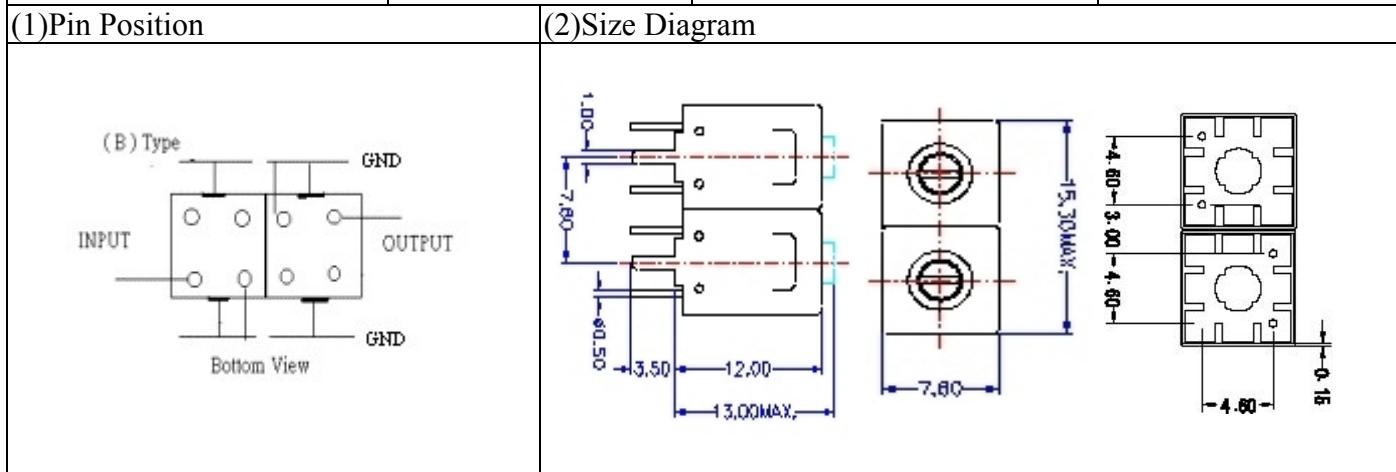 (1)Pin Position
(2)Size Diagram
(B) Type
GND
INPUT
OUTPUT
GND
Bottom View
1.00
7.60
ø0.50
3.50
12.00
13.00MAX.
15.30MAX.
7.60
4.60
3.00
4.60
4.60
0.15